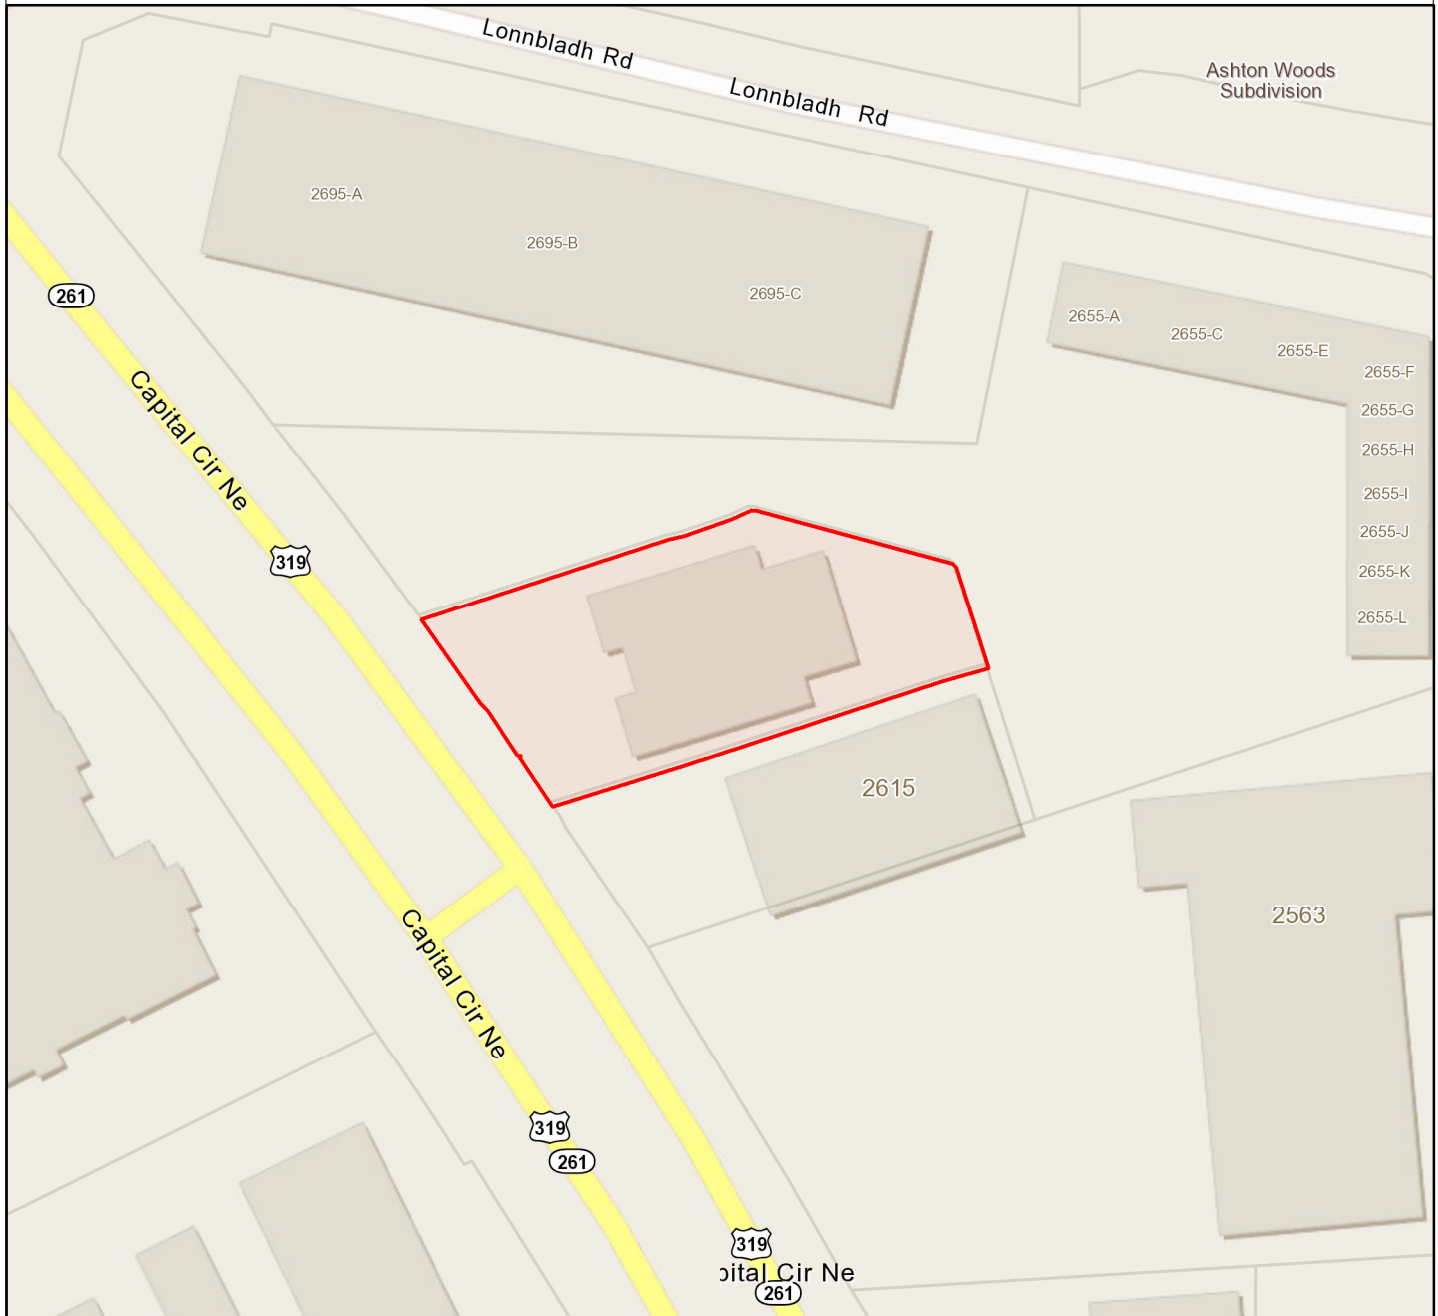 Lonnbladh Rd
Lonnbladh Rd
Ashton Woods
Subdivision
2695-A
2695-B
2695-C
261
2655-A
2655-C
2655-E
2655-F
2655-G
2655-H
2655-I
2655-J
2655-K
2655-L
Capital Cir Ne
319
2615
2563
Capital Cir Ne
319
261
319
pital Cir Ne
261